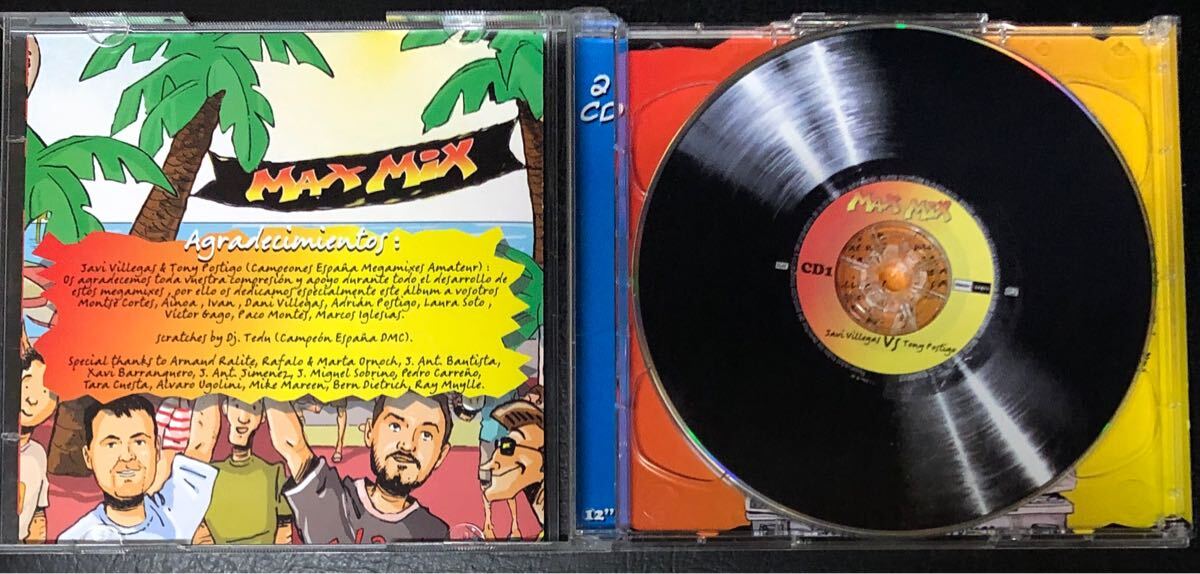 MAX MIX
Agradecimientos:
Javi Villegas & Tony Postigo (Campeones España Megamixes Amateur) :
Os agradecemos toda vuestra compresión y apoyo durante todo el desarrollo de
estos megamixes , por ello os dedicamos especialmente este álbum a vosotros
Montse Cortes, Ainoa , Ivan , Dani Villegas, Adrián Postigo, Laura Soto ,
Víctor Gago, Paco Montes, Marcos Iglesias.
scratches by Dj. Tedu (Campeón España DMC).
Special thanks to Arnaud Ralite, Rafalo & Marta Ornoch, J. Ant. Bautista,
Xavi Barranquero, J. Ant. Jimenez, J. Miguel Sobrino, Pedro Carreño,
Tara Cuesta, Alvaro Ugolini, Mike Mareen, Bern Dietrich, Ray Muylle.
2
CD
12"
MAX MIX
CD1
Javi Villegas VS Tony Postigo